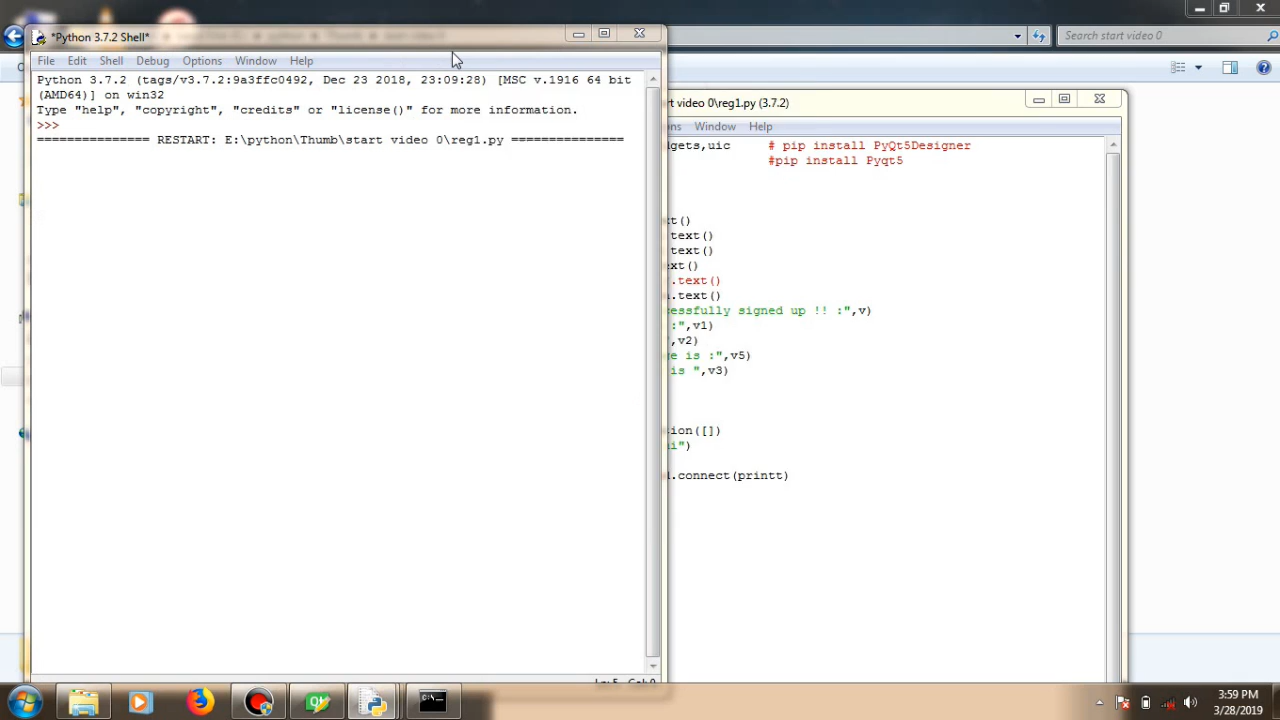 *Python 3.7.2 Shell*
File Edit Shell Debug Options Window Help
Python 3.7.2 (tags/v3.7.2:9a3ffc0492, Dec 23 2018, 23:09:28) [MSC v.1916 64 bit
(AMD64)] on win32
Type "help", "copyright", "credits" or "license()" for more information.
>>>
=============== RESTART: E:\python\Thumb\start video 0\reg1.py ===============
Search start video 0
rt video 0\reg1.py (3.7.2)
ns Window Help
dgets,uic # pip install PyQt5Designer
#pip install Pyqt5
xt()
.text()
.text()
ext()
.text()
.text()
essfully signed up !! :",v)
:",v1)
",v2)
ge is :",v5)
is ",v3)
ion([])
i")
d.connect(printt)
3:59 PM
3/28/2019